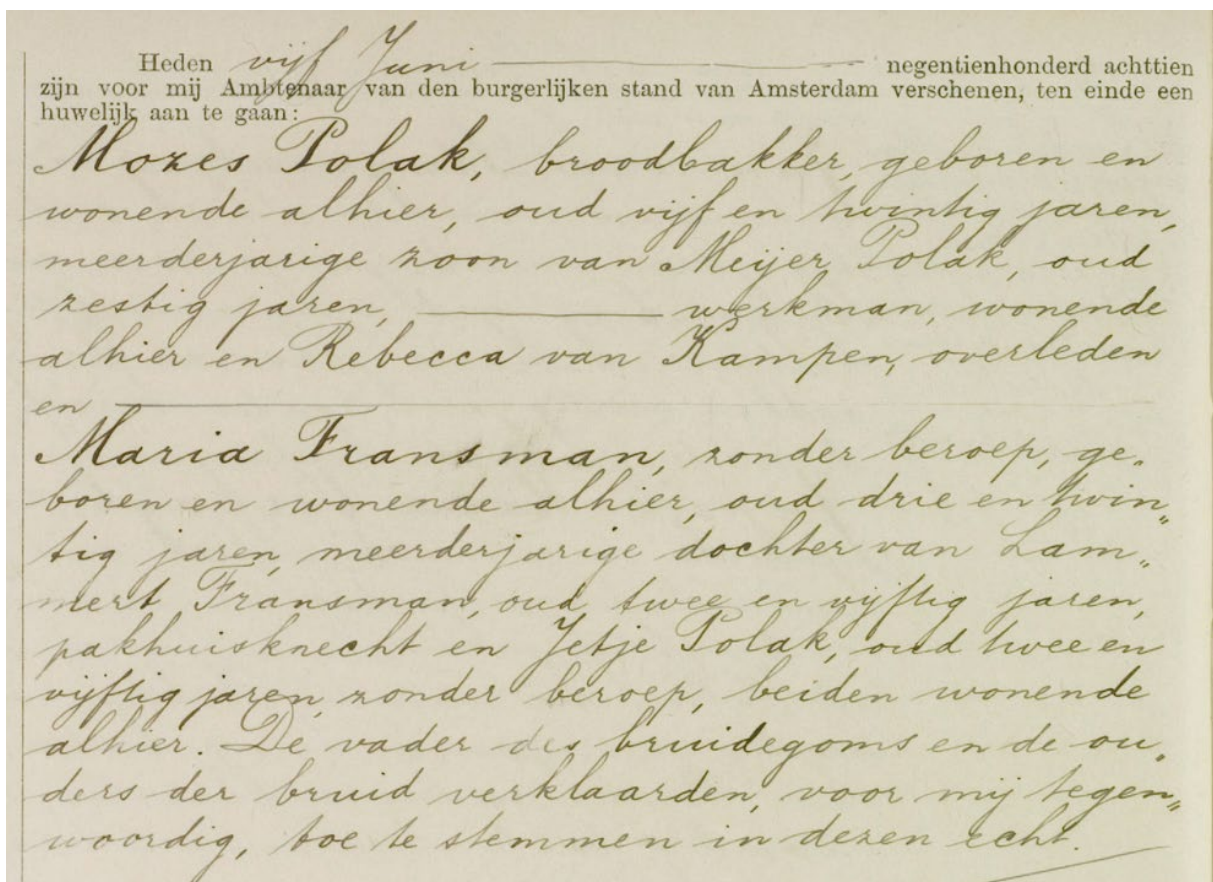 Heden vijf Juni negentienhonderd achttien
zijn voor mij Ambtenaar van den burgerlijken stand van Amsterdam verschenen, ten einde een
huwelijk aan te gaan:
Mozes Polak, broodbakker, geboren en
wonende alhier, oud vijf en twintig jaren,
meerderjarige zoon van Meijer Polak, oud
zestig jaren, werkman, wonende
alhier en Rebecca van Kampen, overleden
en
Maria Fransman, zonder beroep, ge„
boren en wonende alhier, oud drie en twin„
tig jaren, meerderjarige dochter van Lam„
mert Fransman, oud twee en vijftig jaren,
pakhuisknecht en Jetje Polak, oud twee en
vijftig jaren, zonder beroep, beiden wonende
alhier. De vader des bruidegoms en de ou„
ders der bruid verklaarden, voor mij tegen„
woordig, toe te stemmen in dezen echt.